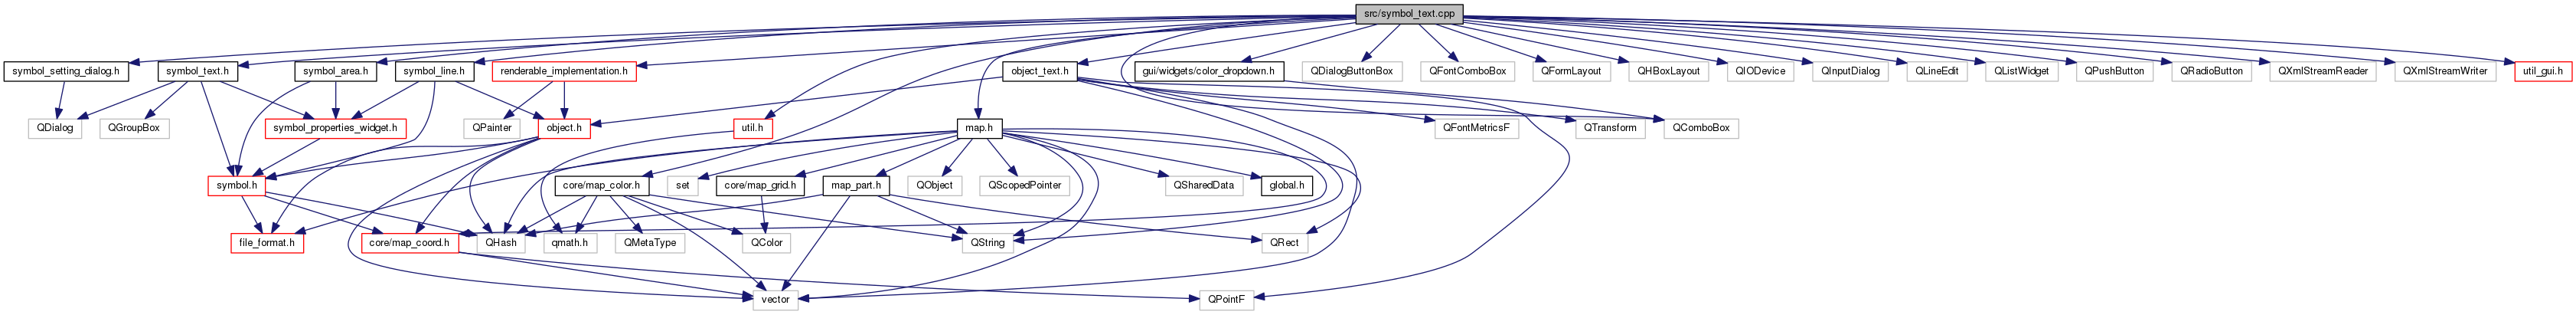 src/symbol_text.cpp
symbol_setting_dialog.h
symbol_text.h
symbol_area.h
symbol_line.h
renderable_implementation.h
object_text.h
gui/widgets/color_dropdown.h
QDialogButtonBox
QFontComboBox
QFormLayout
QHBoxLayout
QIODevice
QInputDialog
QLineEdit
QListWidget
QPushButton
QRadioButton
QXmlStreamReader
QXmlStreamWriter
util_gui.h
QDialog
QGroupBox
symbol_properties_widget.h
QPainter
object.h
util.h
map.h
QFontMetricsF
QTransform
QComboBox
symbol.h
core/map_color.h
set
core/map_grid.h
map_part.h
QObject
QScopedPointer
QSharedData
global.h
file_format.h
core/map_coord.h
QHash
qmath.h
QMetaType
QColor
QString
QRect
vector
QPointF